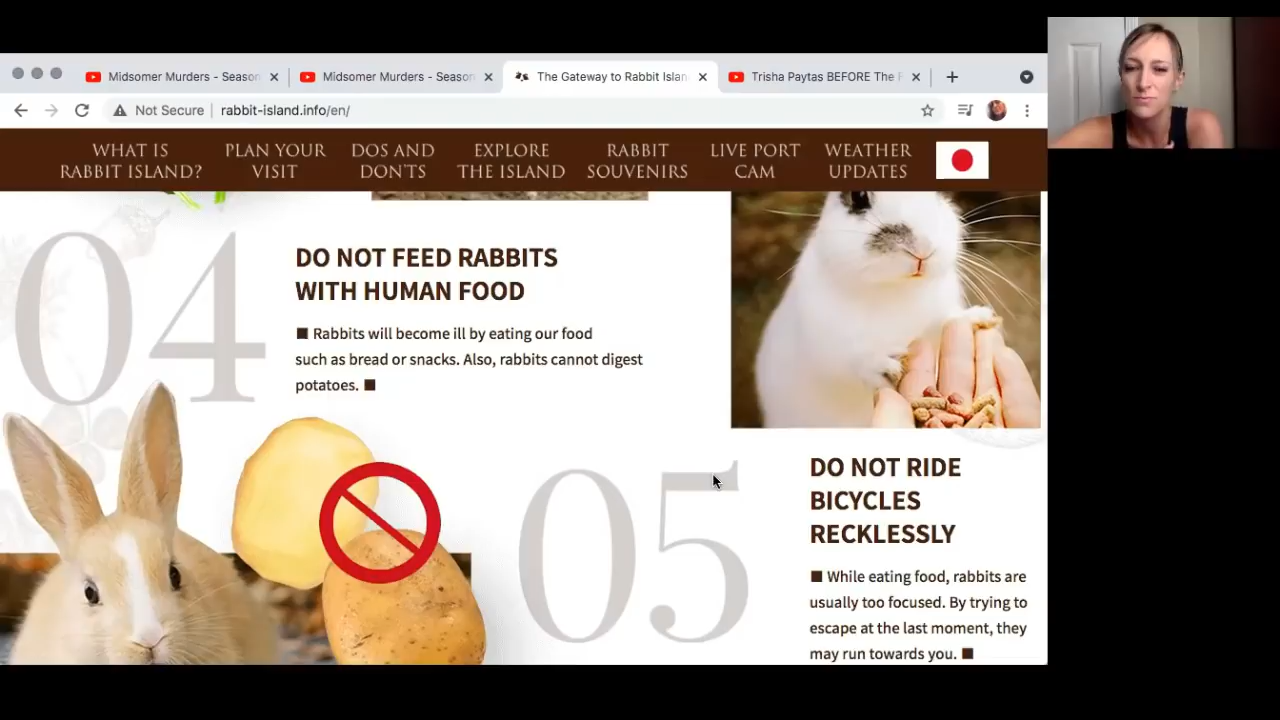 Midsomer Murders - Season
Midsomer Murders - Seas
The Gateway to Rabbit Islan
Trisha Paytas BEFORE The F
Not Secure
rabbit-island.info/en/
WHAT IS
RABBIT ISLAND?
PLAN YOUR
VISIT
DOS AND
DON'TS
EXPLORE
THE ISLAND
RABBIT
SOUVENIRS
LIVE PORT
CAM
WEATHER
UPDATES
04
DO NOT FEED RABBITS
WITH HUMAN FOOD
■ Rabbits will become ill by eating our food
such as bread or snacks. Also, rabbits cannot digest
potatoes. ■
05
DO NOT RIDE
BICYCLES
RECKLESSLY
■ While eating food, rabbits are
usually too focused. By trying to
escape at the last moment, they
may run towards you. ■